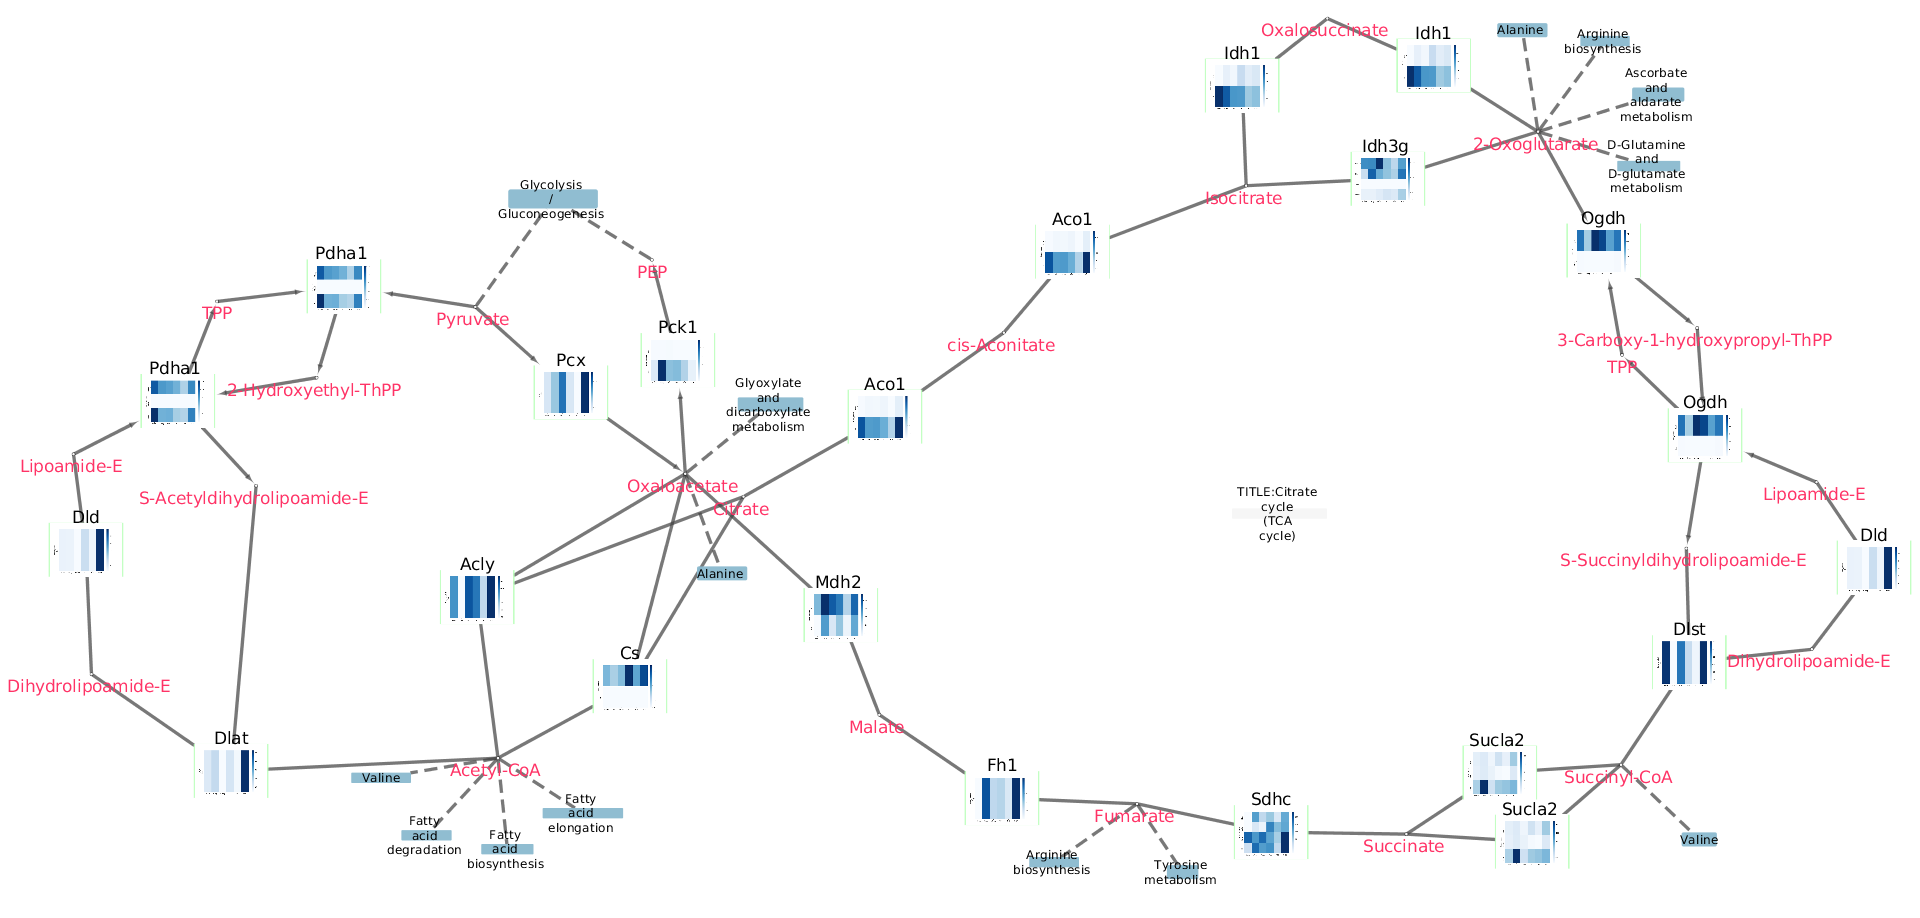 Oxalosuccinate
Idh1
Idh1
Alanine
Arginine
biosynthesis
Ascorbate
and
aldarate
metabolism
2-Oxoglutarate
D-Glutamine
and
D-glutamate
metabolism
Idh3g
Isocitrate
Glycolysis
/
Gluconeogenesis
Aco1
Ogdh
Pdha1
PEP
TPP
Pyruvate
Pck1
cis-Aconitate
3-Carboxy-1-hydroxypropyl-ThPP
TPP
Pdha1
2-Hydroxyethyl-ThPP
Pcx
Glyoxylate
and
dicarboxylate
metabolism
Aco1
Ogdh
Lipoamide-E
S-Acetyldihydrolipoamide-E
Oxaloacetate
Citrate
TITLE:Citrate
cycle
(TCA
cycle)
Lipoamide-E
Dld
Acly
Alanine
Mdh2
S-Succinyldihydrolipoamide-E
Dld
Cs
Dlst
Dihydrolipoamide-E
Dihydrolipoamide-E
Malate
Dlat
Valine
Acetyl-CoA
Fatty
acid
elongation
Fatty
acid
degradation
Fatty
acid
biosynthesis
Fh1
Fumarate
Arginine
biosynthesis
Tyrosine
metabolism
Sdhc
Succinate
Sucla2
Succinyl-CoA
Sucla2
Valine